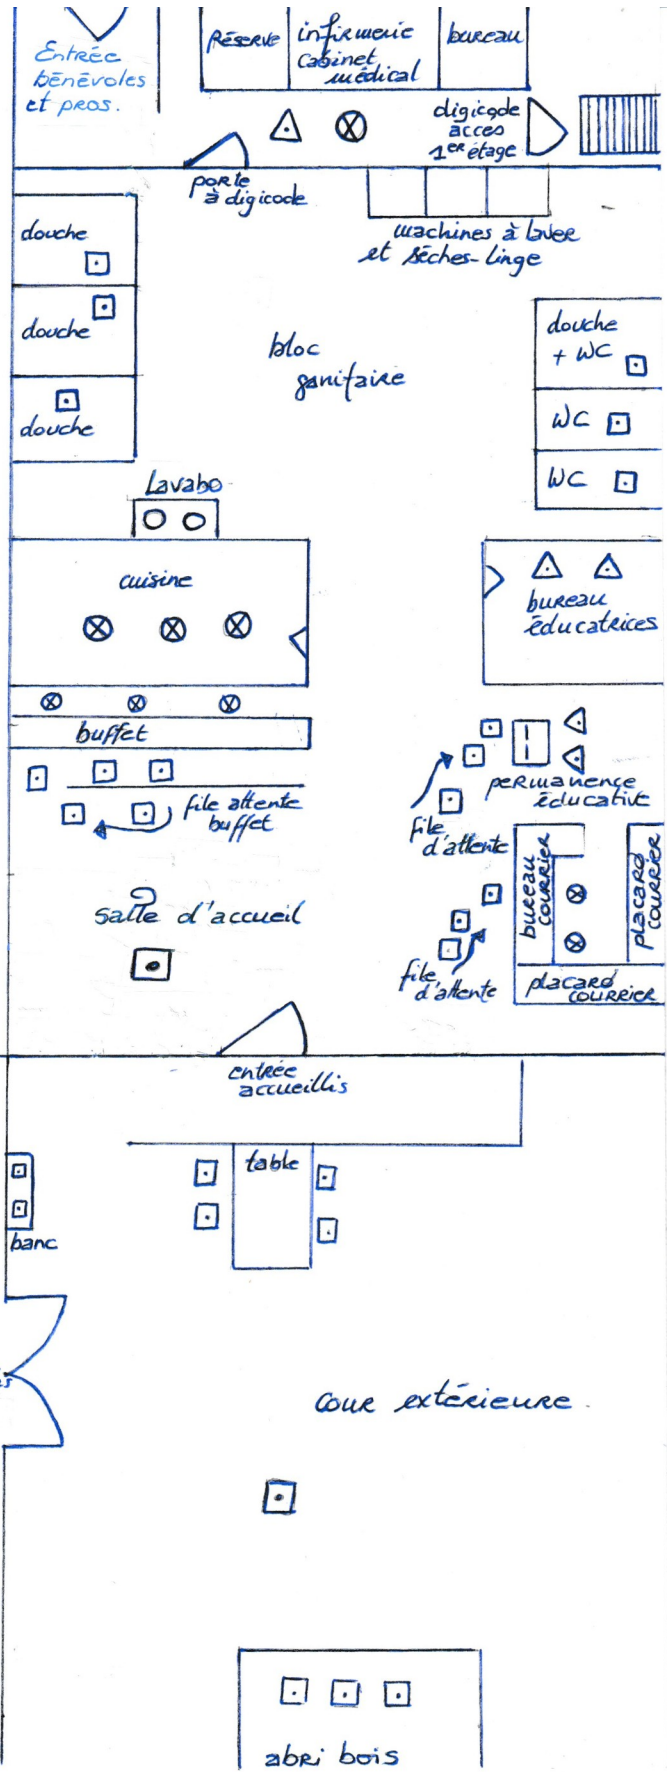 Entrée
bénévoles
et pros.
Réserve
infirmerie
cabinet
médical
bureau
digicode
accès
1er étage
porte
à digicode
machines à laver
et sèches-linge
douche
douche
douche
bloc
sanifaire
douche
+ WC
WC
WC
Lavabo
cuisine
bureau
éducatrices
buffet
file attente
buffet
permanence
éducative
file
d'attente
bureau
courrier
placard
courrier
salle d'accueil
file
d'attente
placard
courrier
entrée
accueillis
table
banc
cour extérieure.
abri bois